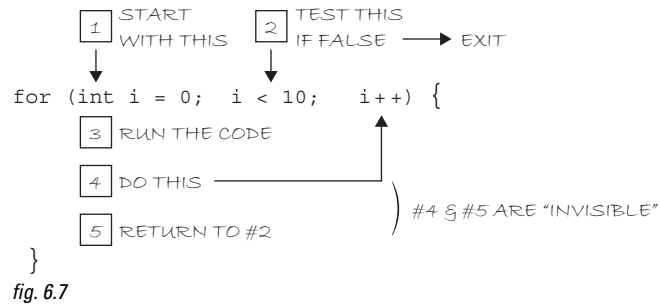 1 START
WITH THIS
2 TEST THIS
IF FALSE EXIT
for (int i = 0; i < 10; i++) {
3 RUN THE CODE
4 DO THIS
5 RETURN TO #2
#4 & #5 ARE “INVISIBLE”
}
fig. 6.7